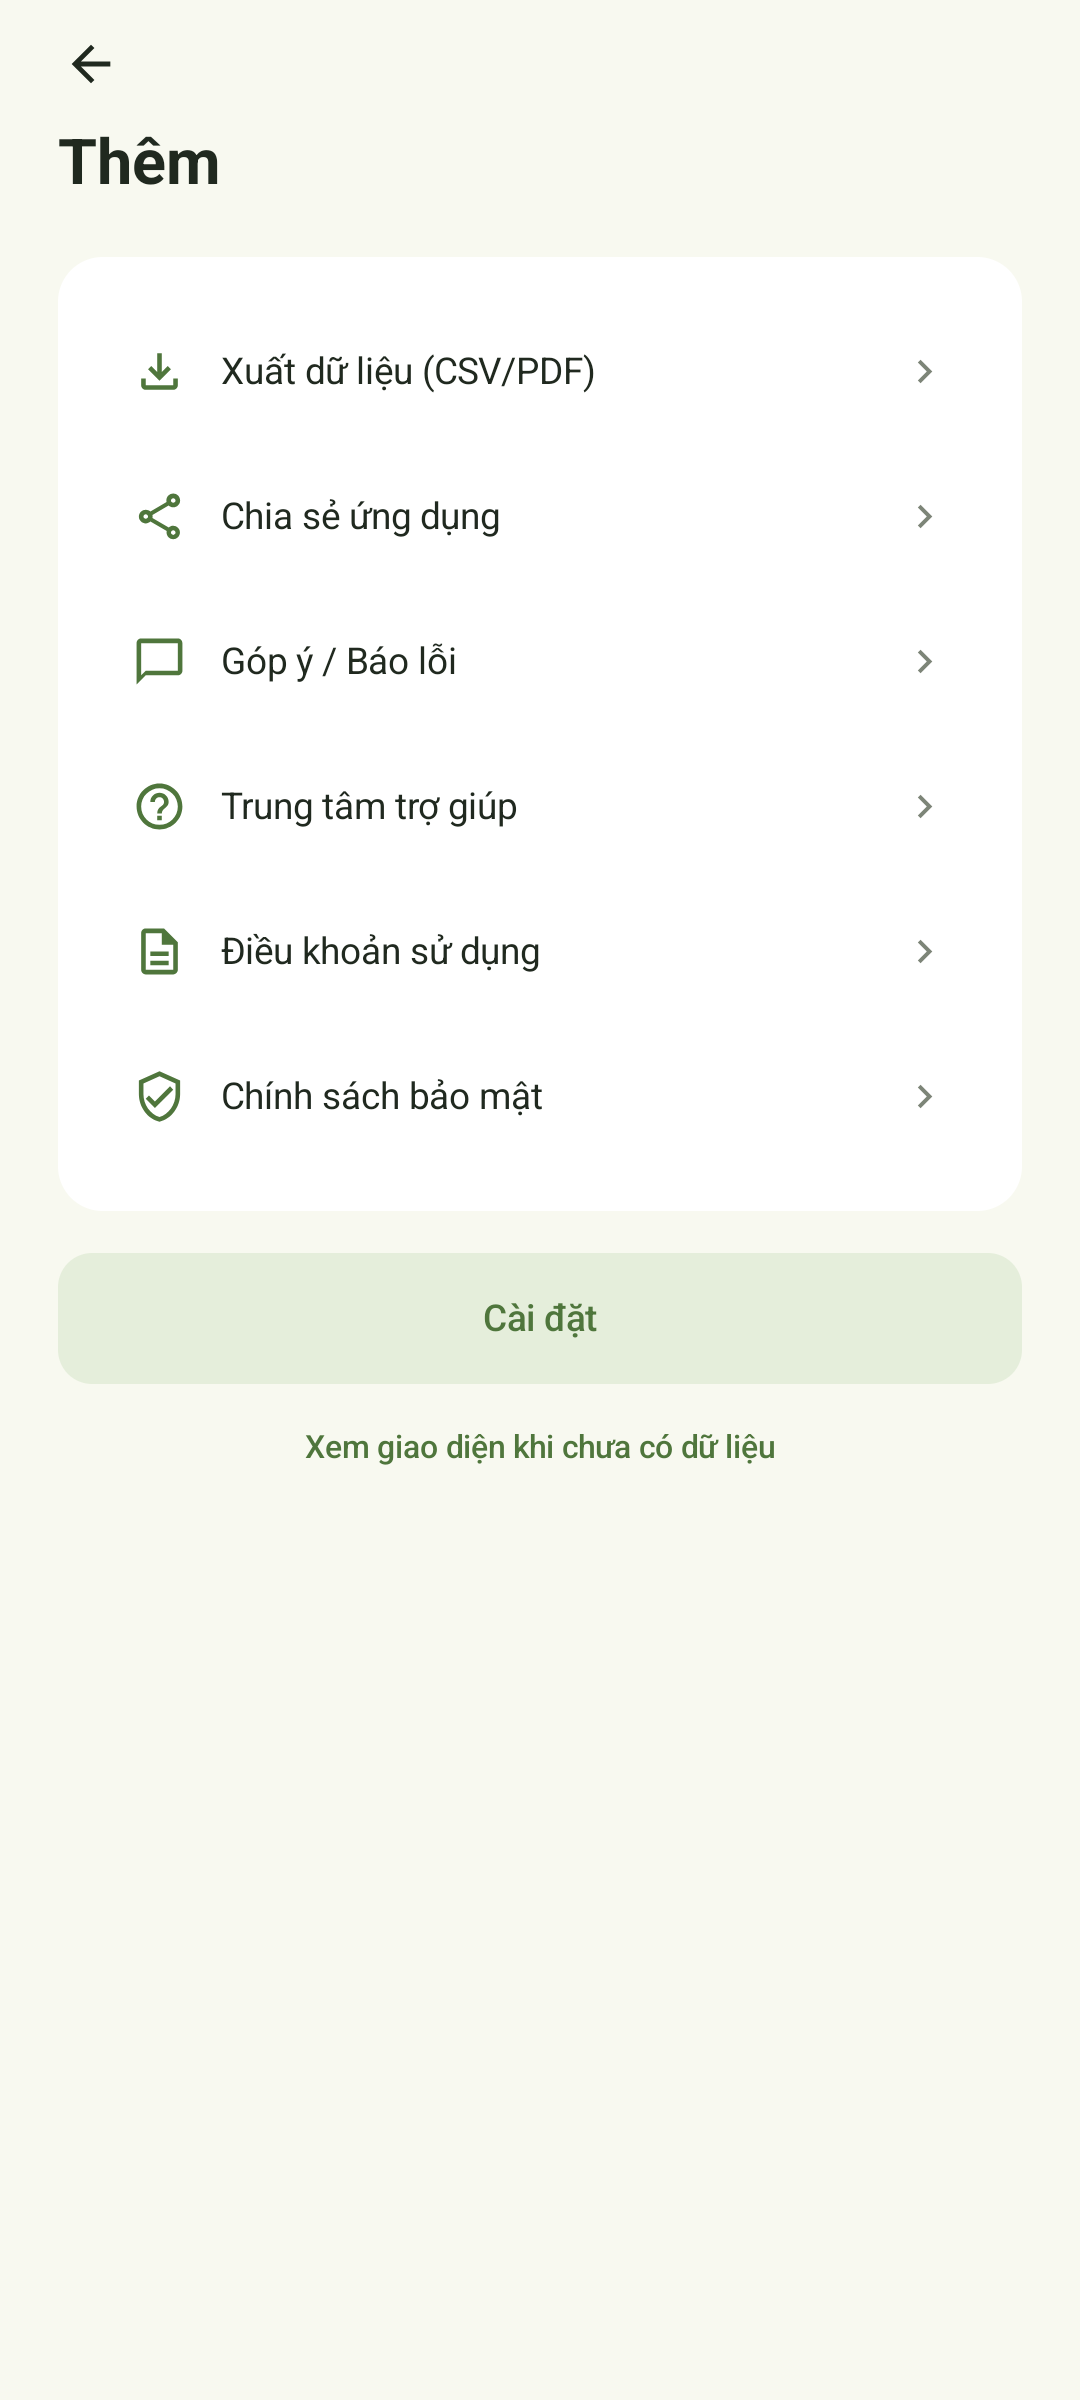 Thêm
Xuất dữ liệu (CSV/PDF)
Chia sẻ ứng dụng
Góp ý / Báo lỗi
Trung tâm trợ giúp
Điều khoản sử dụng
Chính sách bảo mật
Cài đặt
Xem giao diện khi chưa có dữ liệu